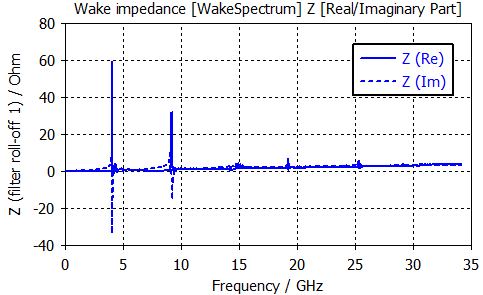 Wake impedance [WakeSpectrum] Z [Real/Imaginary Part]
80
60
40
20
0
-20
-40
Z (filter roll-off 1) / Ohm
Z (Re)
Z (Im)
0 5 10 15 20 25 30 35
Frequency / GHz